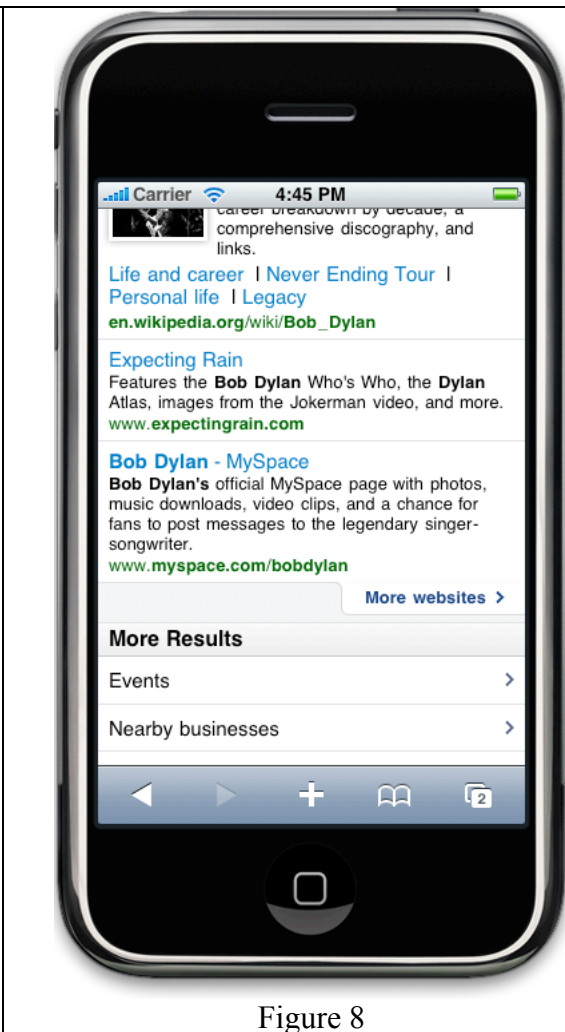 Carrier 4:45 PM
career breakdown by decade, a
comprehensive discography, and
links.
Life and career | Never Ending Tour |
Personal life | Legacy
en.wikipedia.org/wiki/Bob_Dylan
Expecting Rain
Features the Bob Dylan Who's Who, the Dylan
Atlas, images from the Jokerman video, and more.
www.expectingrain.com
Bob Dylan - MySpace
Bob Dylan's official MySpace page with photos,
music downloads, video clips, and a chance for
fans to post messages to the legendary singer-
songwriter.
www.myspace.com/bobdylan
More websites >
More Results
Events >
Nearby businesses >
2
Figure 8